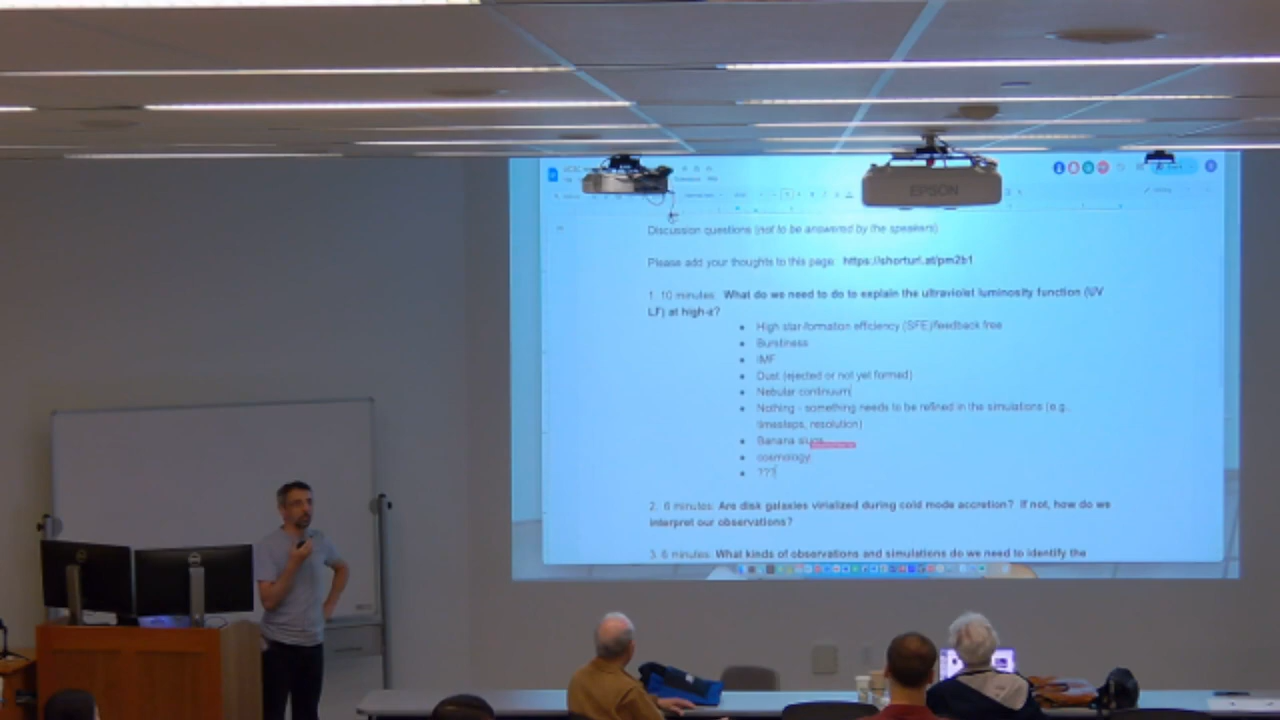 EPSON
Discussion questions (not to be answered by the speakers)
Please add your thoughts to this page: https://shorturl.at/pm2b1
1. 10 minutes: What do we need to do to explain the ultraviolet luminosity function (UV
LF) at high-z?
High star-formation efficiency (SFE)/feedback free
Burstiness
IMF
Dust (ejected or not yet formed)
Nebular continuum
Nothing - something needs to be refined in the simulations (e.g.,
timesteps, resolution)
Banana slugs
cosmology
???
2. 6 minutes: Are disk galaxies virialized during cold mode accretion? If not, how do we
interpret our observations?
3. 6 minutes: What kinds of observations and simulations do we need to identify the